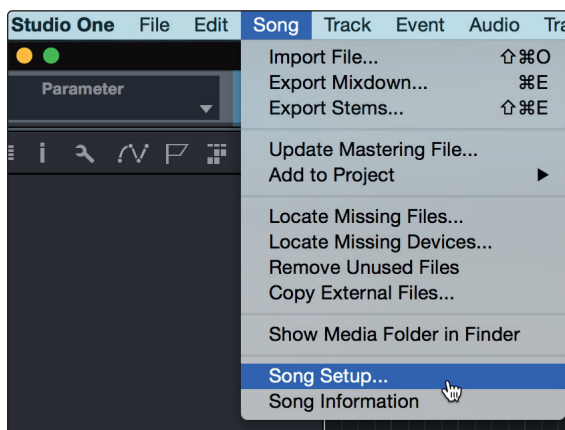 Studio One File Edit Song Track Event Audio Tra
Parameter
Import File... ⇧⌘O
Export Mixdown... ⌘E
Export Stems... ⇧⌘E
Update Mastering File...
Add to Project
Locate Missing Files...
Locate Missing Devices...
Remove Unused Files
Copy External Files...
Show Media Folder in Finder
Song Setup...
Song Information